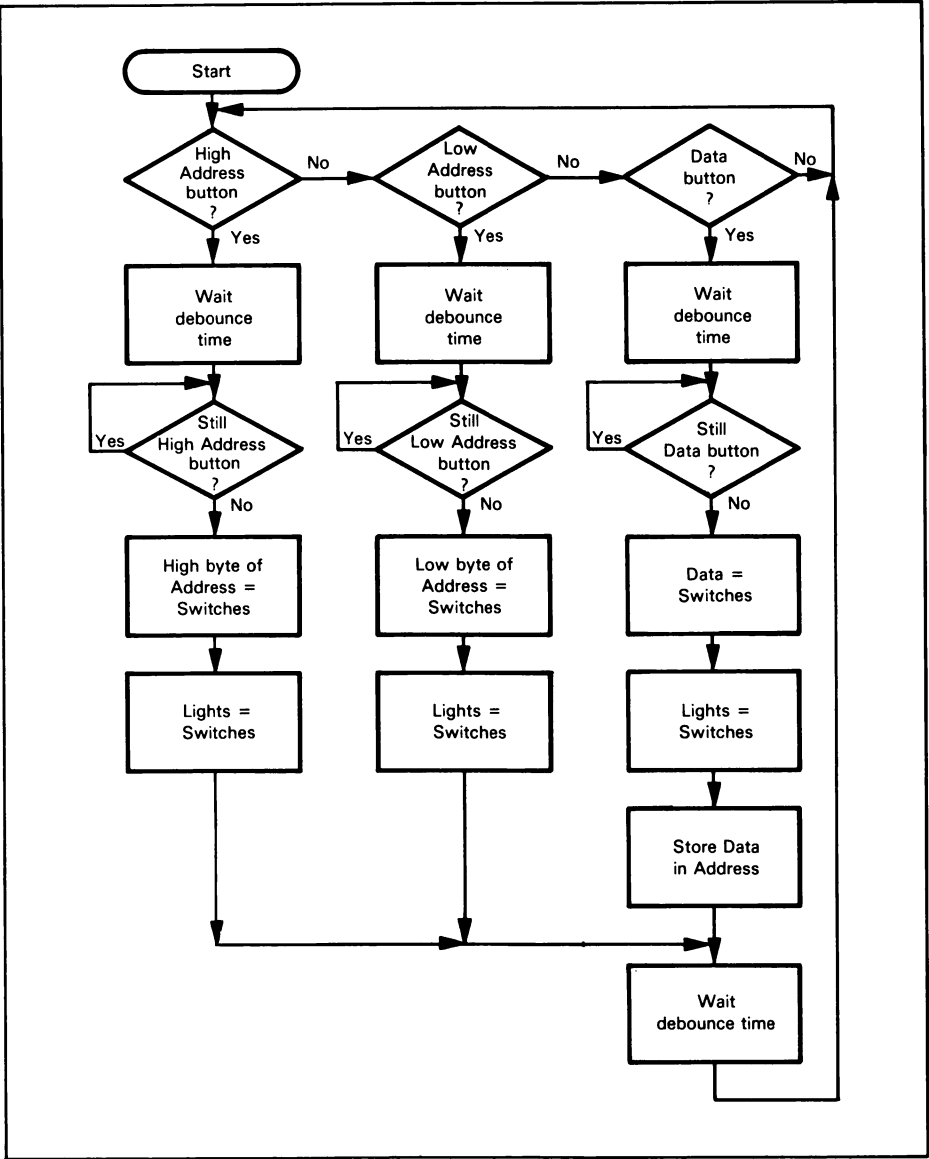 Start
High
Address
button
?
No
Low
Address
button
?
No
Data
button
?
No
Yes
Yes
Yes
Wait
debounce
time
Wait
debounce
time
Wait
debounce
time
Still
High Address
button
?
Yes
No
Still
Low Address
button
?
Yes
No
Still
Data button
?
Yes
No
High byte of
Address =
Switches
Low byte of
Address =
Switches
Data =
Switches
Lights =
Switches
Lights =
Switches
Lights =
Switches
Store Data
in Address
Wait
debounce time